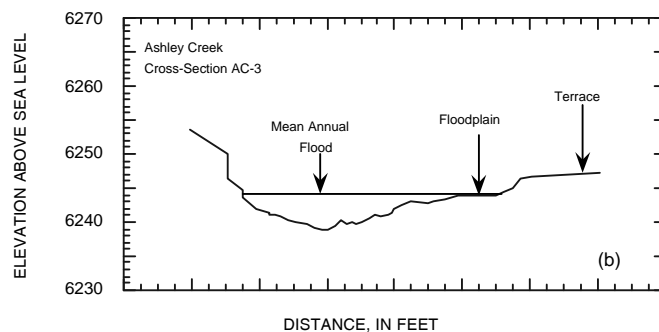 6270
Ashley Creek
Cross-Section AC-3
6260
Terrace
Mean Annual
Flood
Floodplain
6250
6240
6230
(b)
ELEVATION ABOVE SEA LEVEL
DISTANCE, IN FEET